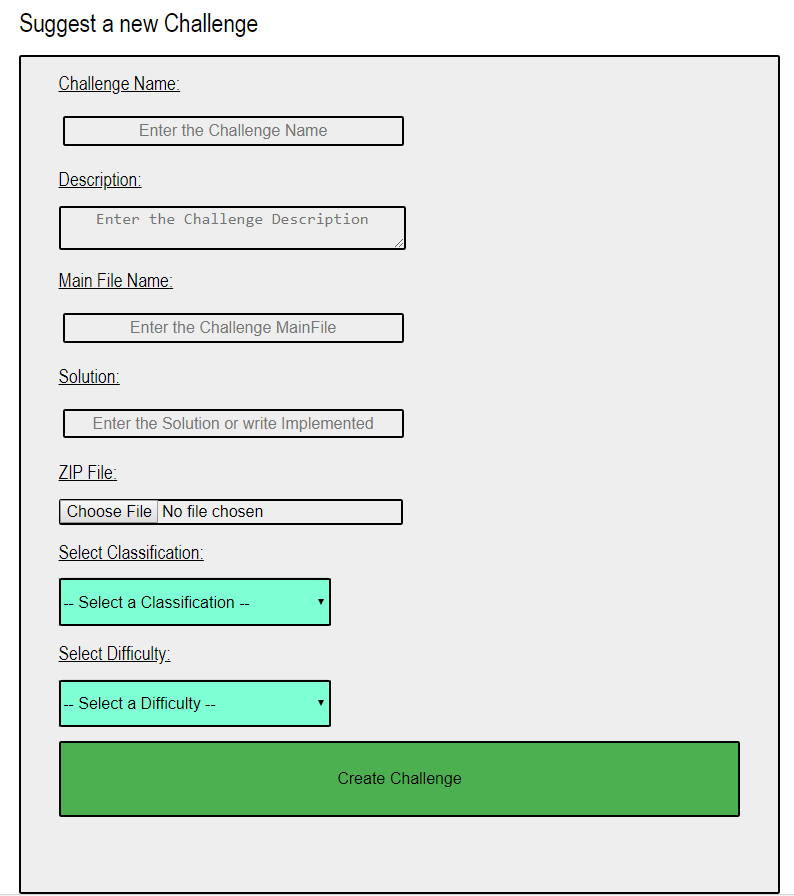 Suggest a new Challenge
Challenge Name:
Enter the Challenge Name
Description:
Enter the Challenge Description
Main File Name:
Enter the Challenge MainFile
Solution:
Enter the Solution or write Implemented
ZIP File:
Choose File No file chosen
Select Classification:
-- Select a Classification --
Select Difficulty:
-- Select a Difficulty --
Create Challenge